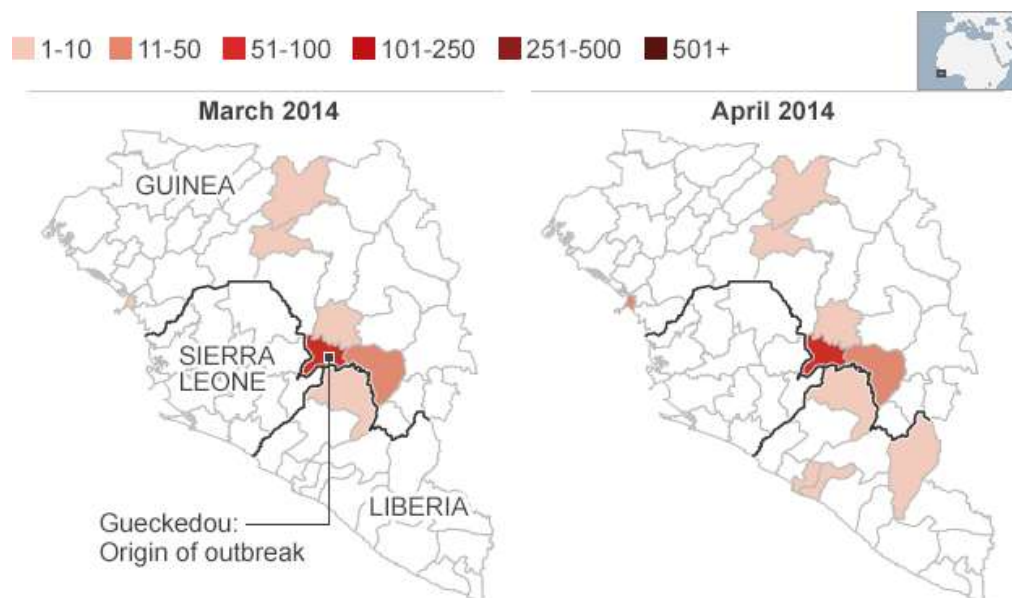 1-10 11-50 51-100 101-250 251-500 501+
March 2014
April 2014
GUINEA
SIERRA
LEONE
LIBERIA
Gueckedou:
Origin of outbreak